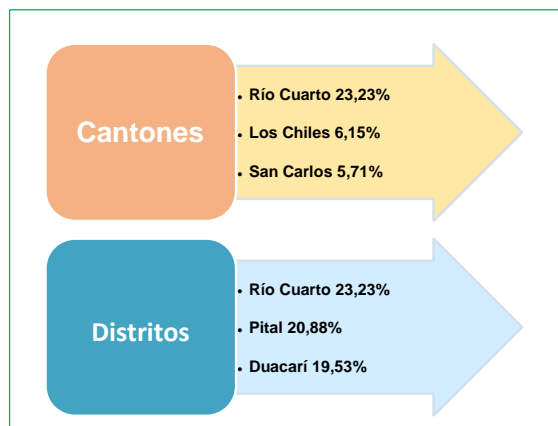 Cantones
• Río Cuarto 23,23%
• Los Chiles 6,15%
• San Carlos 5,71%
Distritos
• Río Cuarto 23,23%
• Pital 20,88%
• Duacarí 19,53%